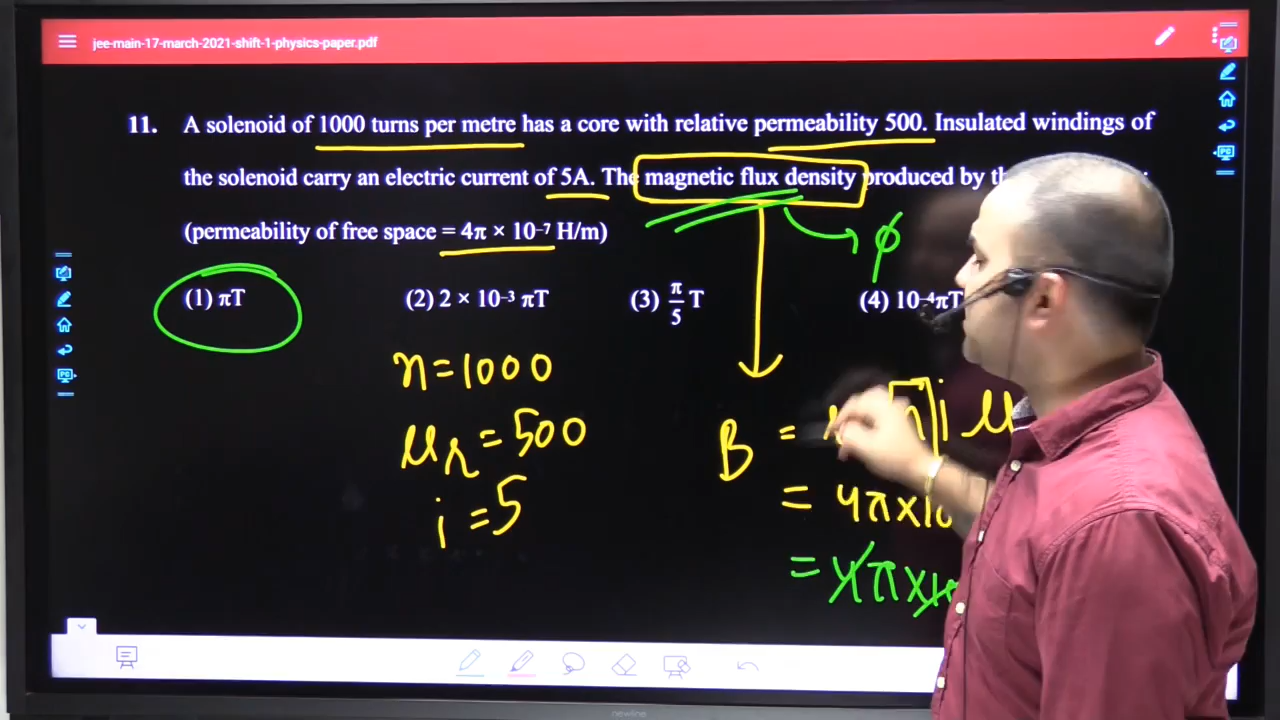 jee-main-17-march-2021-shift-1-physics-paper.pdf
11. A solenoid of 1000 turns per metre has a core with relative permeability 500. Insulated windings of
the solenoid carry an electric current of 5A. The magnetic flux density produced by
(permeability of free space = 4π × 10⁻⁷ H/m)
ϕ
(1) πT (2) 2 × 10⁻³ πT (3) π/5 T (4) 10⁻⁴πT
n=1000
μr=500
i=5
B = i μ
= 4π×10
= 4π×10
newline